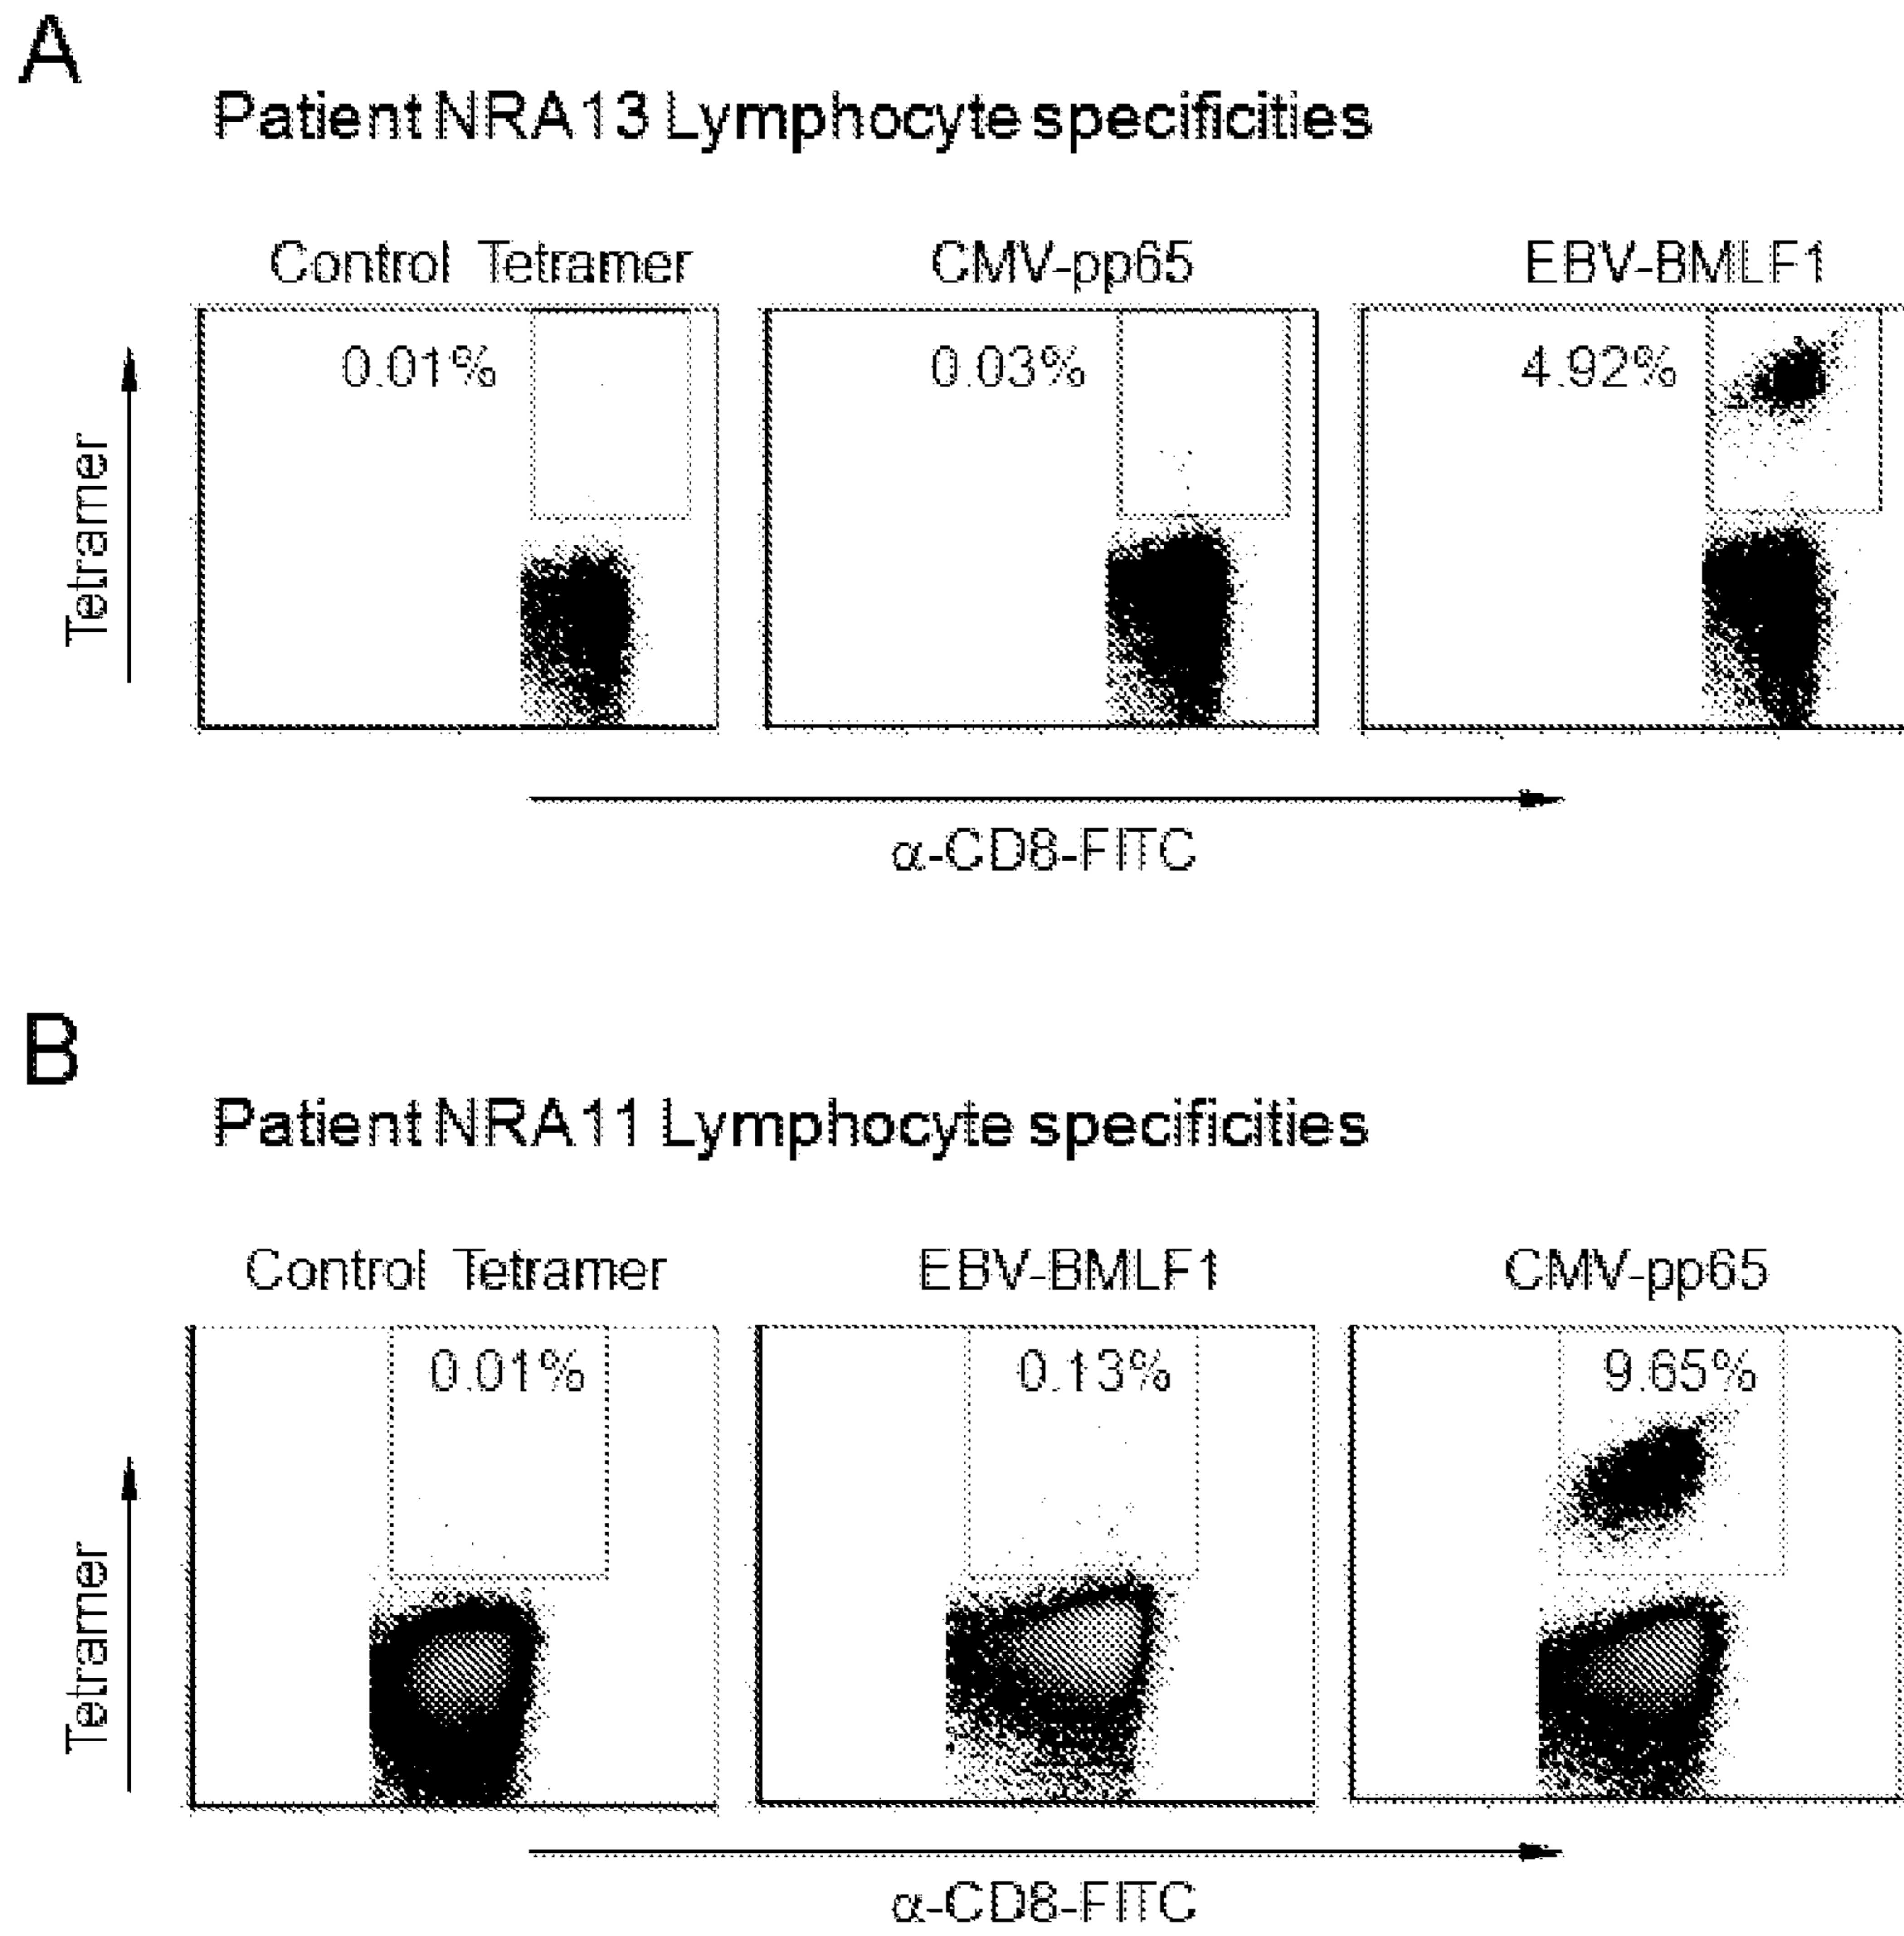 A
Patient NRA13 Lymphocyte specificities
Control Tetramer
CMV-pp65
EBV-BMLF1
0.01%
0.03%
4.92%
Tetramer
α-CD8-FITC
B
Patient NRA11 Lymphocyte specificities
Control Tetramer
EBV-BMLF1
CMV-pp65
0.01%
0.13%
9.65%
Tetramer
α-CD8-FITC